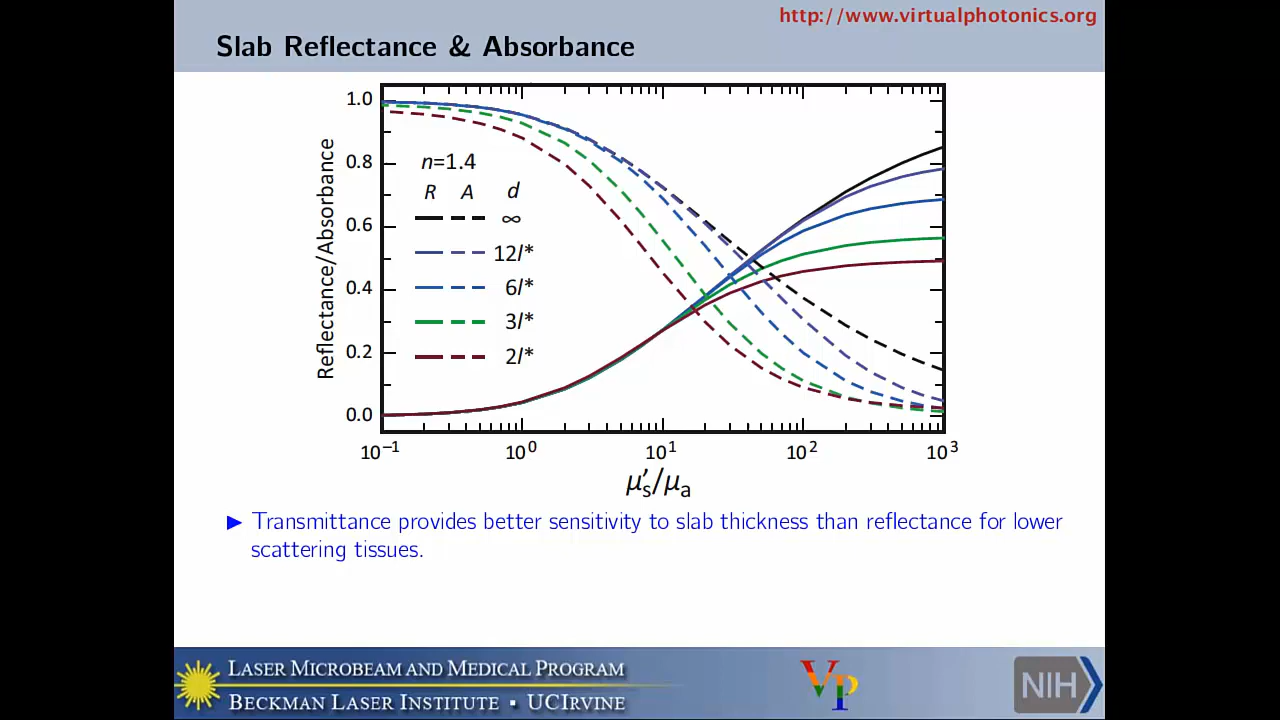 http://www.virtualphotonics.org
Slab Reflectance & Absorbance
Reflectance/Absorbance
1.0
0.8
0.6
0.4
0.2
0.0
n=1.4
R A d
∞
12l*
6l*
3l*
2l*
10⁻¹ 10⁰ 10¹ 10² 10³
μ′s/μa
Transmittance provides better sensitivity to slab thickness than reflectance for lower
scattering tissues.
LASER MICROBEAM AND MEDICAL PROGRAM
BECKMAN LASER INSTITUTE ▪ UCIRVINE
VP
NIH